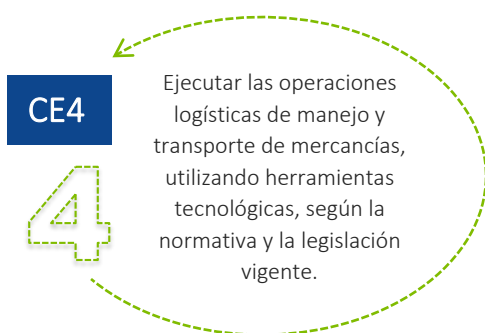 CE4
4
Ejecutar las operaciones
logísticas de manejo y
transporte de mercancías,
utilizando herramientas
tecnológicas, según la
normativa y la legislación
vigente.